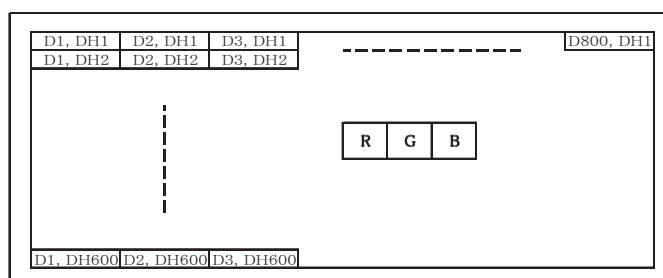 D1, DH1 D2, DH1 D3, DH1 D800, DH1
D1, DH2 D2, DH2 D3, DH2
R G B
D1, DH600 D2, DH600 D3, DH600